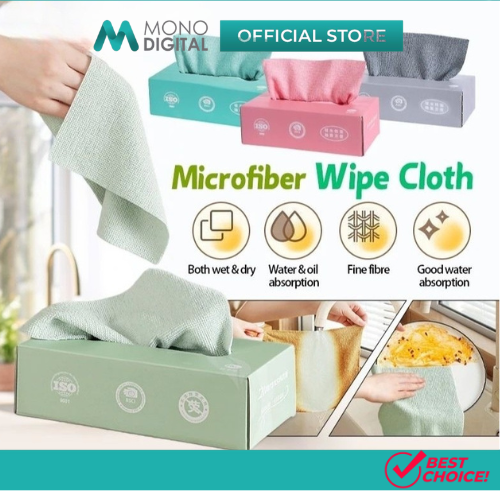 MONO
DIGITAL
OFFICIAL STORE
Microfiber Wipe Cloth
Both wet & dry
Water & oil
absorption
Fine fibre
Good water
absorption
ISO
BEST
CHOICE!